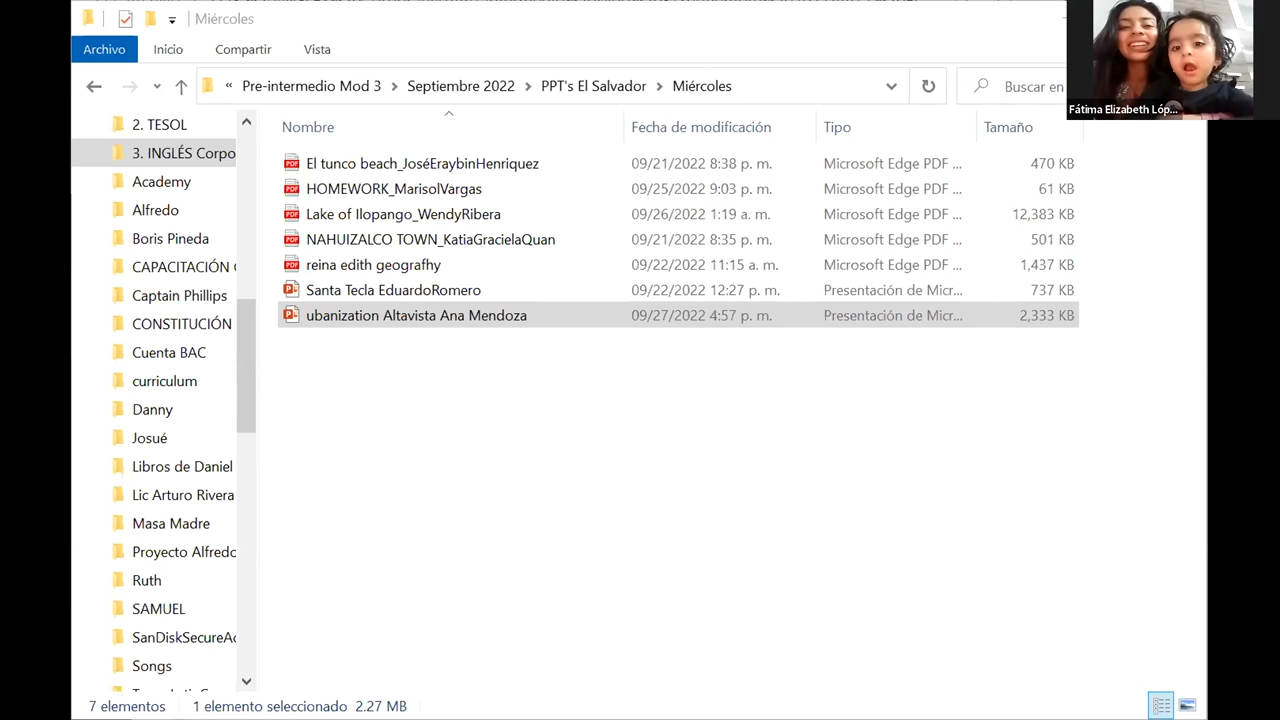 Miércoles
Archivo Inicio Compartir Vista
« Pre-intermedio Mod 3 > Septiembre 2022 > PPT's El Salvador > Miércoles
Buscar en
Fátima Elizabeth Lóp...
Nombre Fecha de modificación Tipo Tamaño
El tunco beach_JoséEraybinHenriquez 09/21/2022 8:38 p. m. Microsoft Edge PDF ... 470 KB
HOMEWORK_MarisolVargas 09/25/2022 9:03 p. m. Microsoft Edge PDF ... 61 KB
Lake of Ilopango_WendyRibera 09/26/2022 1:19 a. m. Microsoft Edge PDF ... 12,383 KB
NAHUIZALCO TOWN_KatiaGracielaQuan 09/21/2022 8:35 p. m. Microsoft Edge PDF ... 501 KB
reina edith geografhy 09/22/2022 11:15 a. m. Microsoft Edge PDF ... 1,437 KB
Santa Tecla EduardoRomero 09/22/2022 12:27 p. m. Presentación de Micr... 737 KB
ubanization Altavista Ana Mendoza 09/27/2022 4:57 p. m. Presentación de Micr... 2,333 KB
2. TESOL
3. INGLÉS Corpo
Academy
Alfredo
Boris Pineda
CAPACITACIÓN
Captain Phillips
CONSTITUCIÓN
Cuenta BAC
curriculum
Danny
Josué
Libros de Daniel
Lic Arturo Rivera
Masa Madre
Proyecto Alfredo
Ruth
SAMUEL
SanDiskSecureAc
Songs
7 elementos 1 elemento seleccionado 2.27 MB